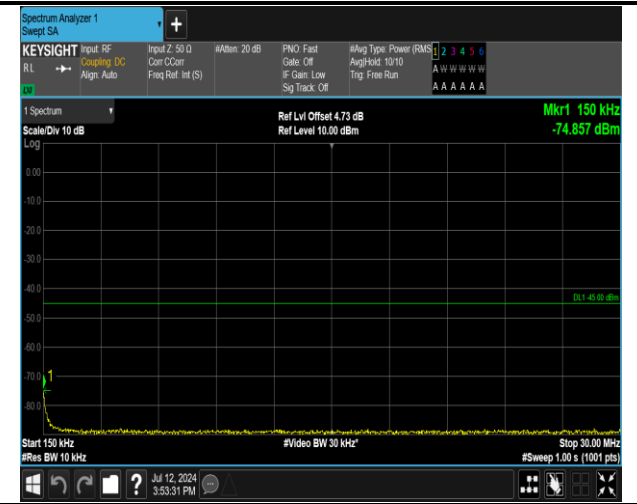 Spectrum Analyzer 1
Swept SA
+
KEYSIGHT Input: RF Input Z: 50 Ω #Atten: 20 dB PNO: Fast #Avg Type: Power (RMS 1 2 3 4 5 6
RL Coupling: DC Corr CCorr Gate: Off Avg|Hold: 10/10 A W W W W W
Align: Auto Freq Ref: Int (S) IF Gain: Low Trig: Free Run
Sig Track: Off A A A A A A
1 Spectrum Ref Lvl Offset 4.73 dB Mkr1 150 kHz
Scale/Div 10 dB Ref Level 10.00 dBm -74.857 dBm
Log
0.00
-10.0
-20.0
-30.0
-40.0
DL1 -45.00 dBm
-50.0
-60.0
-70.0 1
-80.0
Start 150 kHz #Video BW 30 kHz* Stop 30.00 MHz
#Res BW 10 kHz #Sweep 1.00 s (1001 pts)
? Jul 12, 2024
3:53:31 PM